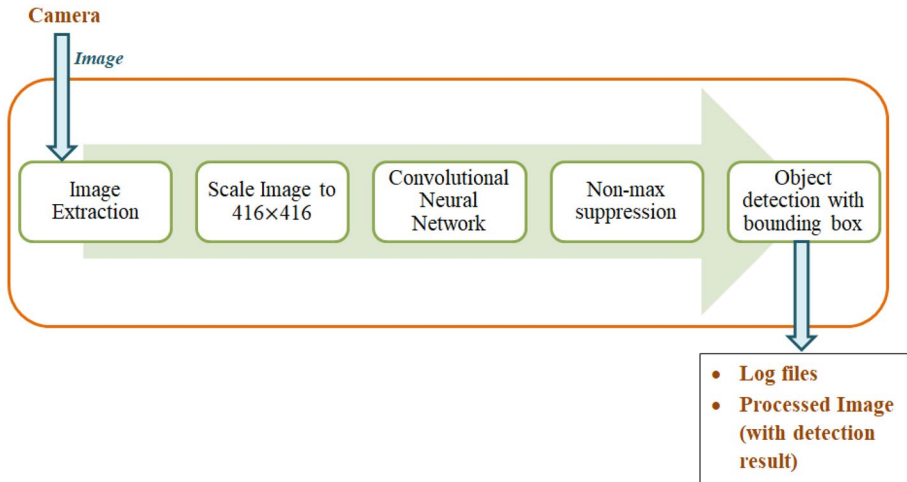 Camera
Image
Image
Extraction
Scale Image to
416×416
Convolutional
Neural
Network
Non-max
suppression
Object
detection with
bounding box
• Log files
• Processed Image
(with detection
result)